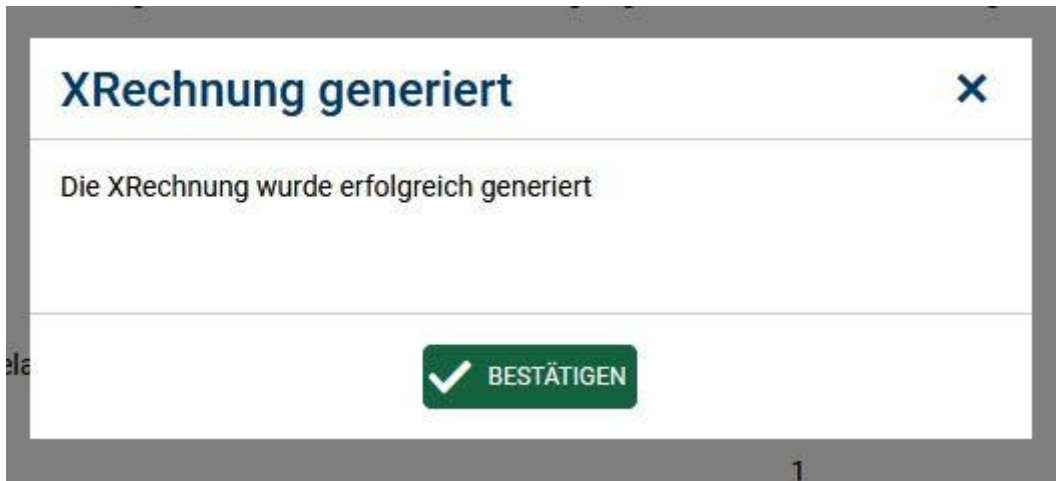 XRechnung generiert
Die XRechnung wurde erfolgreich generiert
BESTÄTIGEN
1